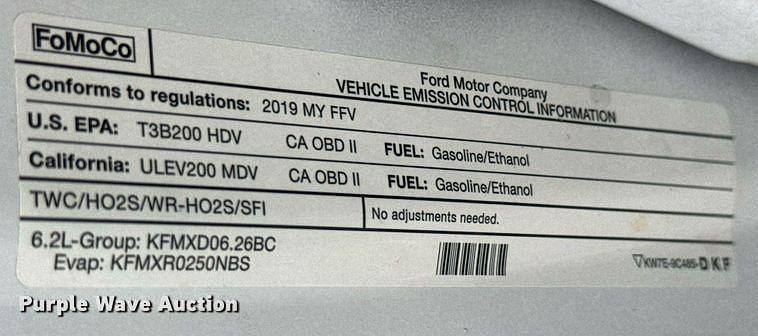 FoMoCo
Ford Motor Company
VEHICLE EMISSION CONTROL INFORMATION
Conforms to regulations: 2019 MY FFV
U.S. EPA: T3B200 HDV CA OBD II FUEL: Gasoline/Ethanol
California: ULEV200 MDV CA OBD II FUEL: Gasoline/Ethanol
TWC/HO2S/WR-HO2S/SFI No adjustments needed.
6.2L-Group: KFMXD06.26BC
Evap: KFMXR0250NBS
KW7E-9C485-D K F
Purple Wave Auction